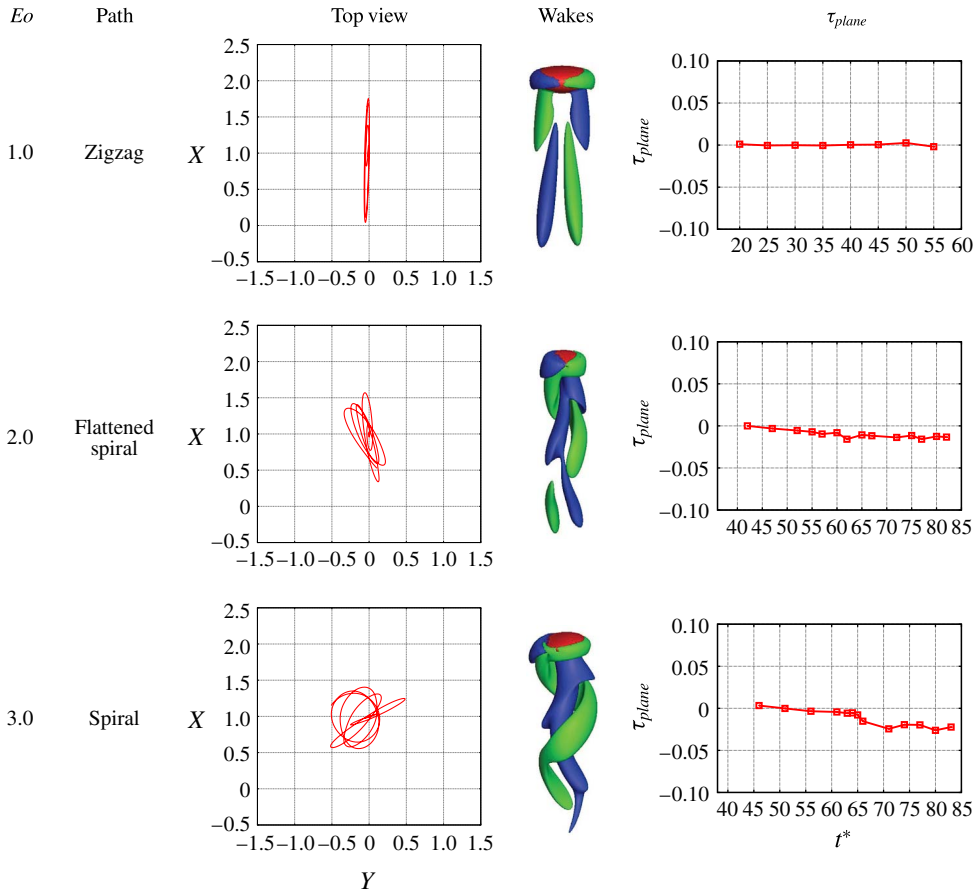 Eo Path Top view Wakes τplane
2.5
2.0
1.5
1.0
0.5
0
−0.5
−1.5 −1.0 −0.5 0 0.5 1.0 1.5
X
1.0 Zigzag
0.10
0.05
0
−0.05
−0.10
τplane
20 25 30 35 40 45 50 55 60
2.5
2.0
1.5
1.0
0.5
0
−0.5
−1.5 −1.0 −0.5 0 0.5 1.0 1.5
X
2.0 Flattened
spiral
0.10
0.05
0
−0.05
−0.10
τplane
40 45 50 55 60 65 70 75 80 85
2.5
2.0
1.5
1.0
0.5
0
−0.5
−1.5 −1.0 −0.5 0 0.5 1.0 1.5
X
3.0 Spiral
0.10
0.05
0
−0.05
−0.10
τplane
40 45 50 55 60 65 70 75 80 85
Y
t*